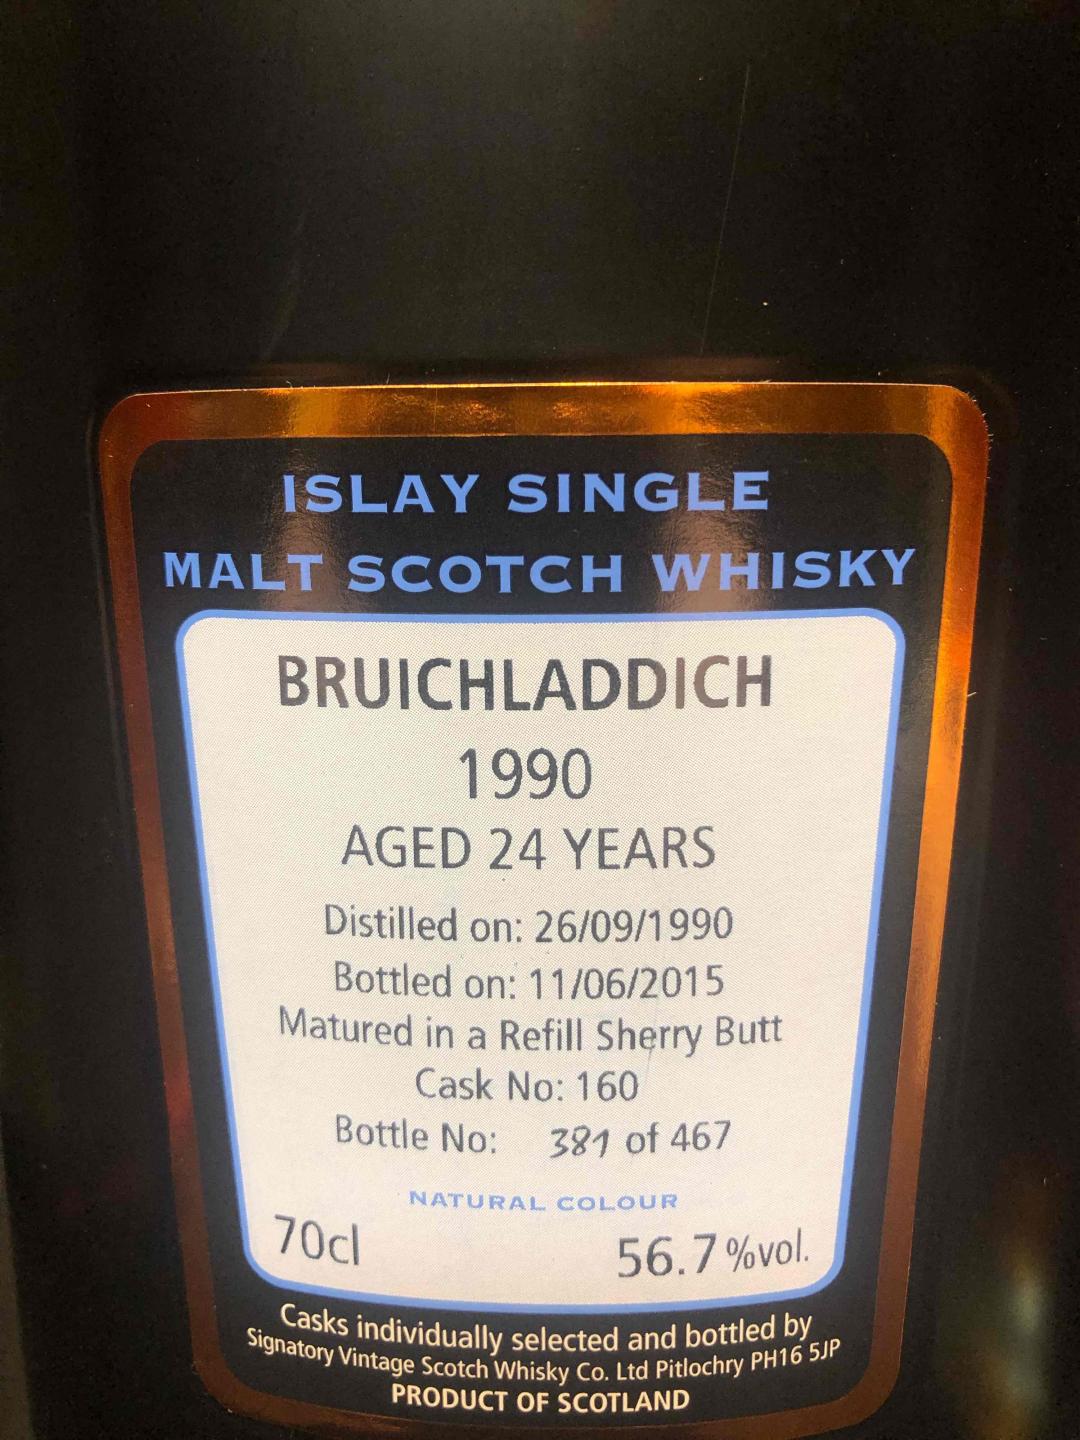 ISLAY SINGLE
MALT SCOTCH WHISKY
BRUICHLADDICH
1990
AGED 24 YEARS
Distilled on: 26/09/1990
Bottled on: 11/06/2015
Matured in a Refill Sherry Butt
Cask No: 160
Bottle No: 381 of 467
NATURAL COLOUR
70cl 56.7%vol.
Casks individually selected and bottled by
Signatory Vintage Scotch Whisky Co. Ltd Pitlochry PH16 5JP
PRODUCT OF SCOTLAND